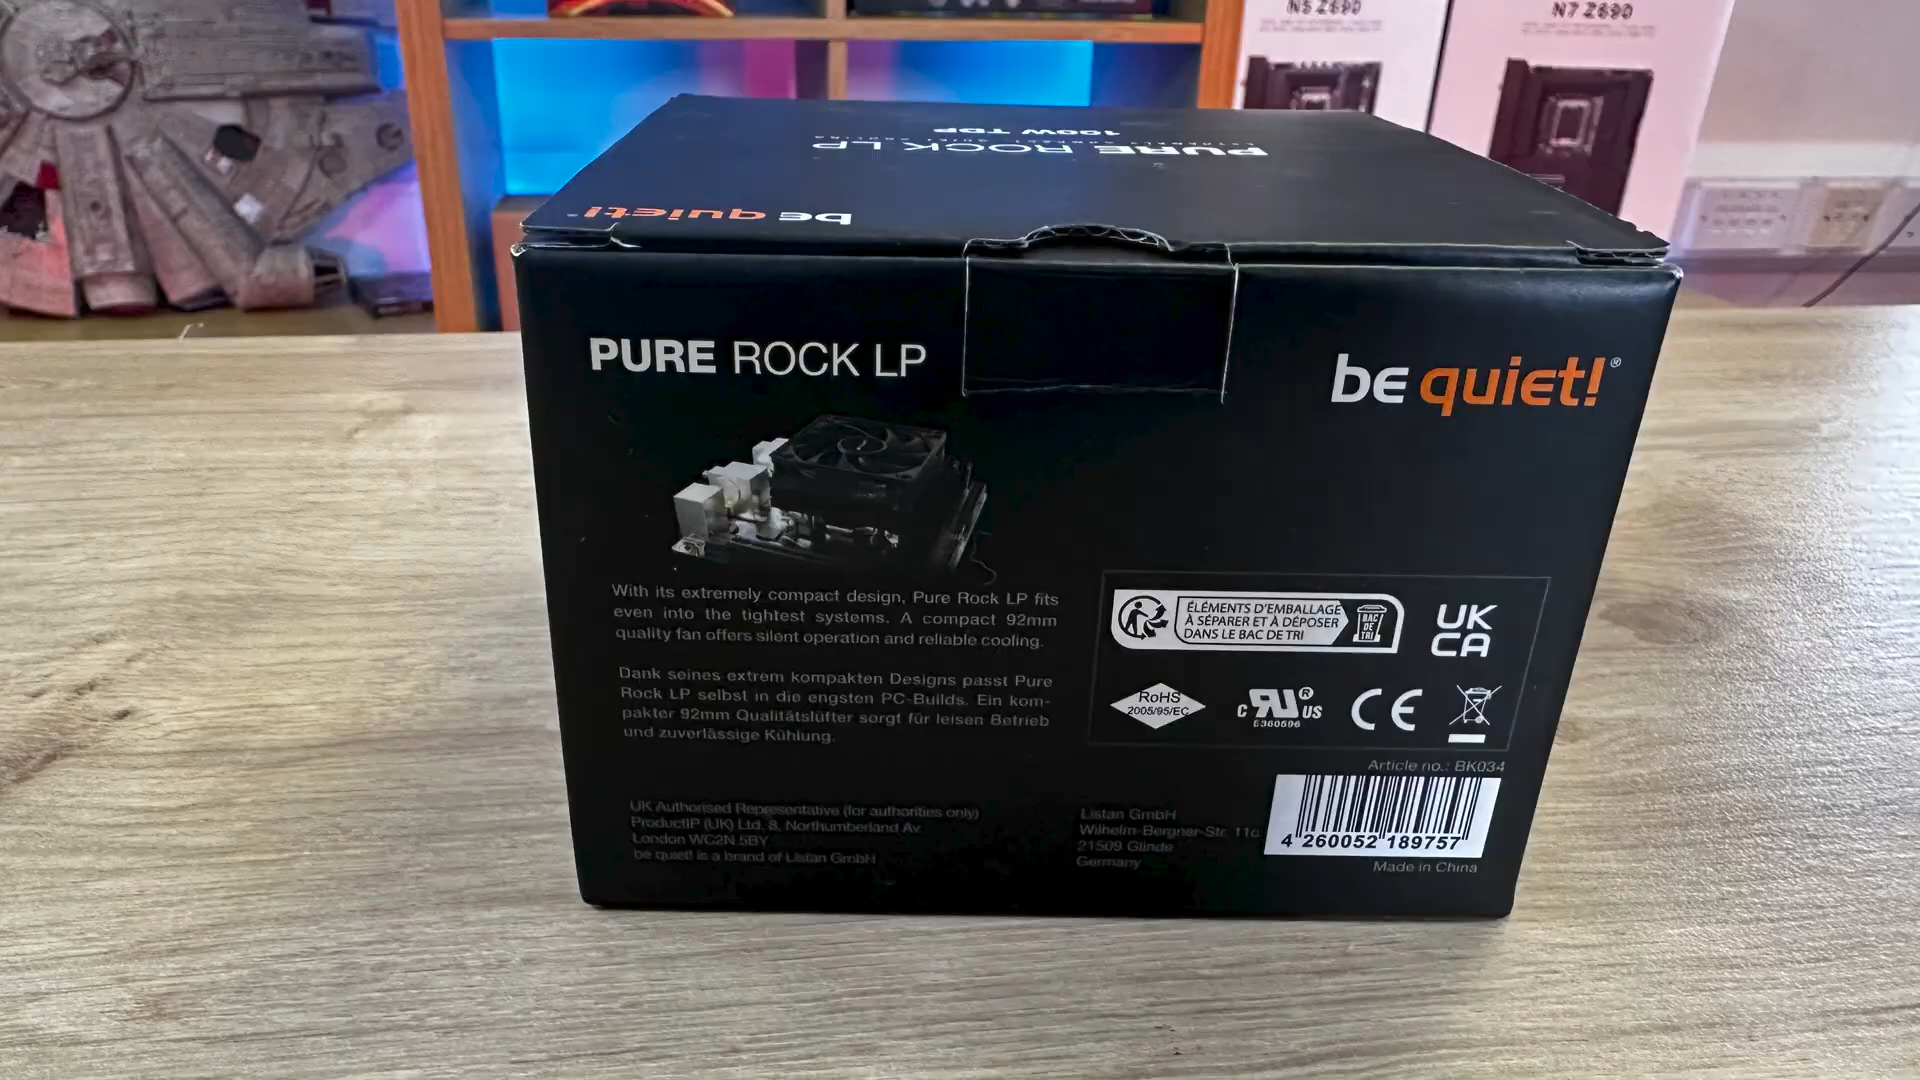 N5 Z690
N7 Z690
100W TDP
PURE ROCK LP
be quiet!
PURE ROCK LP
be quiet!®
With its extremely compact design, Pure Rock LP fits
even into the tightest systems. A compact 92mm
quality fan offers silent operation and reliable cooling.
Dank seines extrem kompakten Designs passt Pure
Rock LP selbst in die engsten PC-Builds. Ein kom-
pakter 92mm Qualitätslüfter sorgt für leisen Betrieb
und zuverlässige Kühlung.
ÉLÉMENTS D'EMBALLAGE
À SÉPARER ET À DÉPOSER
DANS LE BAC DE TRI
BAC
DE
TRI
UK
CA
RoHS
2005/95/EC
C RU® US
E360596
CE
Article no.: BK034
4 260052 189757
Made in China
UK Authorised Representative (for authorities only)
ProductIP (UK) Ltd. 8, Northumberland Av.
London WC2N 5BY
be quiet! is a brand of Listan GmbH
Listan GmbH
Wilhelm-Bergner-Str. 11c
21509 Glinde
Germany